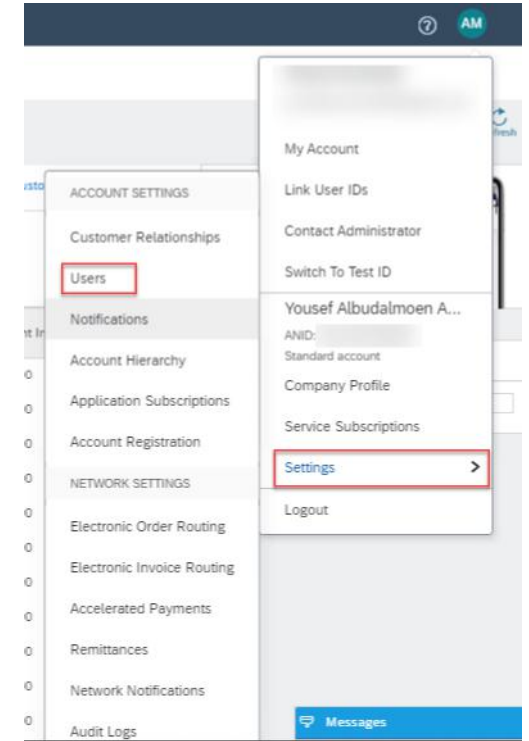 AM
fresh
My Account
Link User IDs
Contact Administrator
Switch To Test ID
Yousef Albudalmoen A...
ANID:
Standard account
Company Profile
Service Subscriptions
Settings
Logout
ACCOUNT SETTINGS
Customer Relationships
Users
Notifications
Account Hierarchy
Application Subscriptions
Account Registration
NETWORK SETTINGS
Electronic Order Routing
Electronic Invoice Routing
Accelerated Payments
Remittances
Network Notifications
Audit Logs
Messages